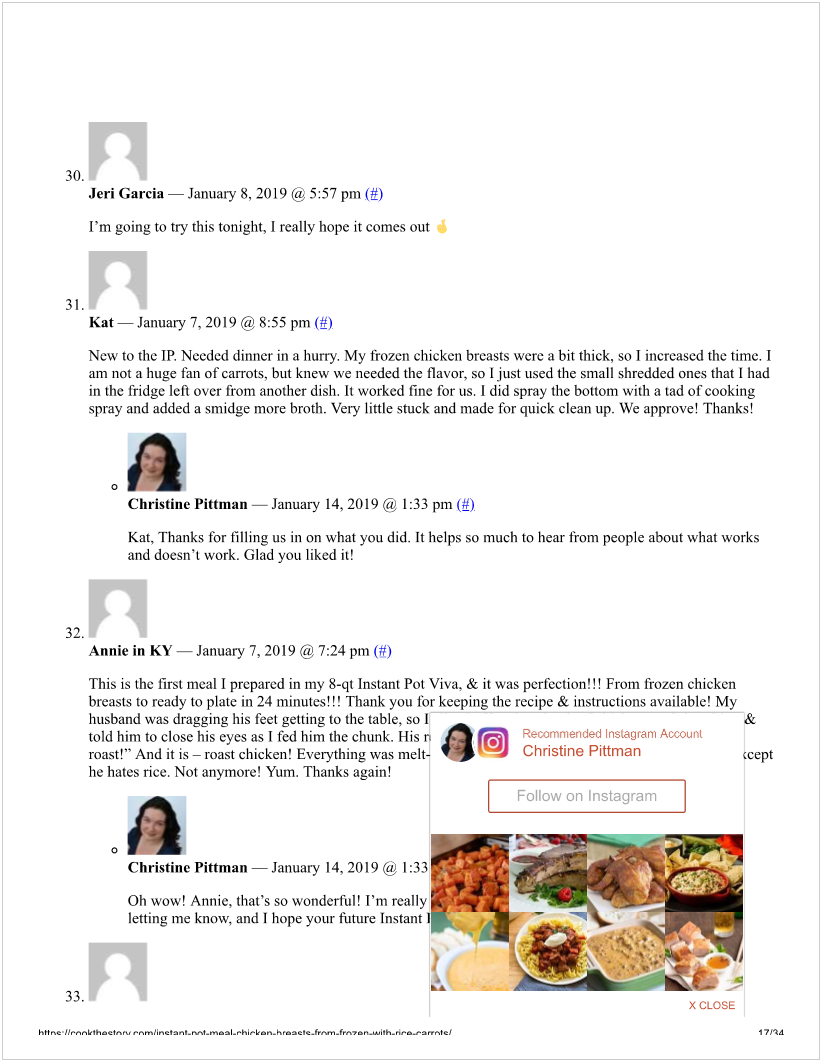 30.
Jeri Garcia — January 8, 2019 @ 5:57 pm (#)
I’m going to try this tonight, I really hope it comes out
31.
Kat — January 7, 2019 @ 8:55 pm (#)
New to the IP. Needed dinner in a hurry. My frozen chicken breasts were a bit thick, so I increased the time. I
am not a huge fan of carrots, but knew we needed the flavor, so I just used the small shredded ones that I had
in the fridge left over from another dish. It worked fine for us. I did spray the bottom with a tad of cooking
spray and added a smidge more broth. Very little stuck and made for quick clean up. We approve! Thanks!
Christine Pittman — January 14, 2019 @ 1:33 pm (#)
Kat, Thanks for filling us in on what you did. It helps so much to hear from people about what works
and doesn’t work. Glad you liked it!
32.
Annie in KY — January 7, 2019 @ 7:24 pm (#)
This is the first meal I prepared in my 8-qt Instant Pot Viva, & it was perfection!!! From frozen chicken
breasts to ready to plate in 24 minutes!!! Thank you for keeping the recipe & instructions available! My
husband was dragging his feet getting to the table, so I &
told him to close his eyes as I fed him the chunk. His
roast!” And it is – roast chicken! Everything was melt-
he hates rice. Not anymore! Yum. Thanks again!
Recommended Instagram Account
Christine Pittman
Follow on Instagram
Christine Pittman — January 14, 2019 @ 1:33
Oh wow! Annie, that’s so wonderful! I’m really
letting me know, and I hope your future Instant
33.
X CLOSE
https://cookthestory.com/instant-pot-meal-chicken-breasts-from-frozen-with-rice-carrots/ 17/34